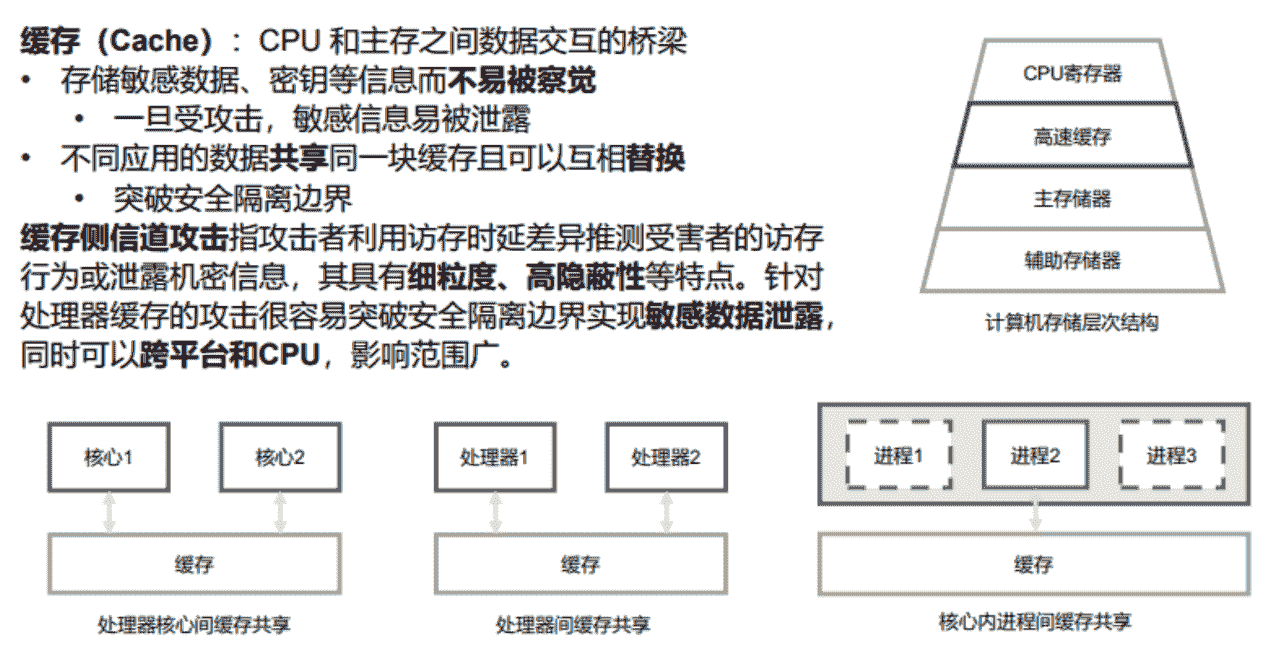 缓存（Cache）：CPU 和主存之间数据交互的桥梁
• 存储敏感数据、密钥等信息而不易被察觉
• 一旦受攻击，敏感信息易被泄露
• 不同应用的数据共享同一块缓存且可以互相替换
• 突破安全隔离边界
缓存侧信道攻击指攻击者利用访存时延差异推测受害者的访存
行为或泄露机密信息，其具有细粒度、高隐蔽性等特点。针对
处理器缓存的攻击很容易突破安全隔离边界实现敏感数据泄露，
同时可以跨平台和CPU，影响范围广。
CPU寄存器
高速缓存
主存储器
辅助存储器
计算机存储层次结构
核心1
核心2
缓存
处理器核心间缓存共享
处理器1
处理器2
缓存
处理器间缓存共享
进程1
进程2
进程3
缓存
核心内进程间缓存共享